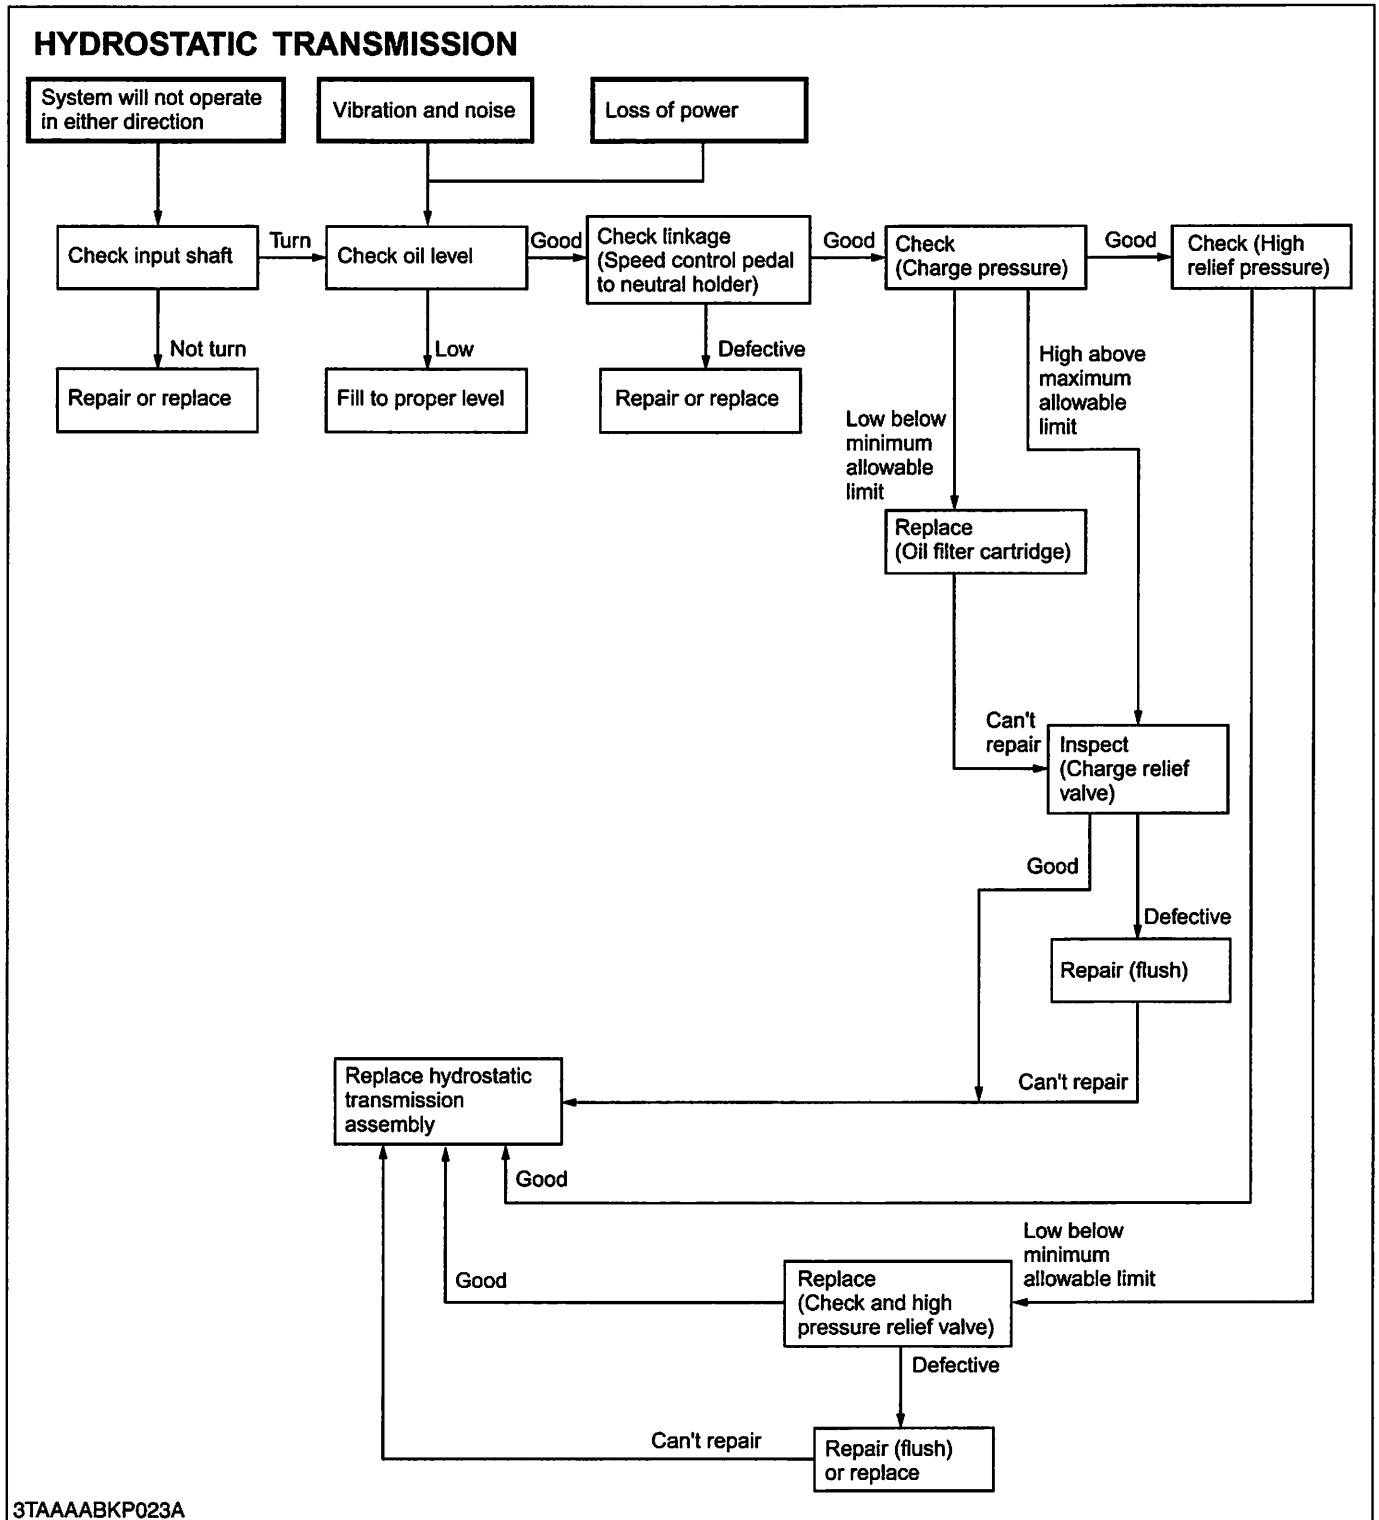 HYDROSTATIC TRANSMISSION
System will not operate
in either direction
Vibration and noise
Loss of power
Check input shaft
Turn
Check oil level
Good
Check linkage
(Speed control pedal
to neutral holder)
Good
Check
(Charge pressure)
Good
Check (High
relief pressure)
Not turn
Low
Defective
Repair or replace
Fill to proper level
Repair or replace
High above
maximum
allowable
limit
Low below
minimum
allowable
limit
Replace
(Oil filter cartridge)
Can't
repair
Inspect
(Charge relief
valve)
Good
Defective
Repair (flush)
Can't repair
Replace hydrostatic
transmission
assembly
Good
Low below
minimum
allowable limit
Good
Replace
(Check and high
pressure relief valve)
Defective
Can't repair
Repair (flush)
or replace
3TAAAABKP023A